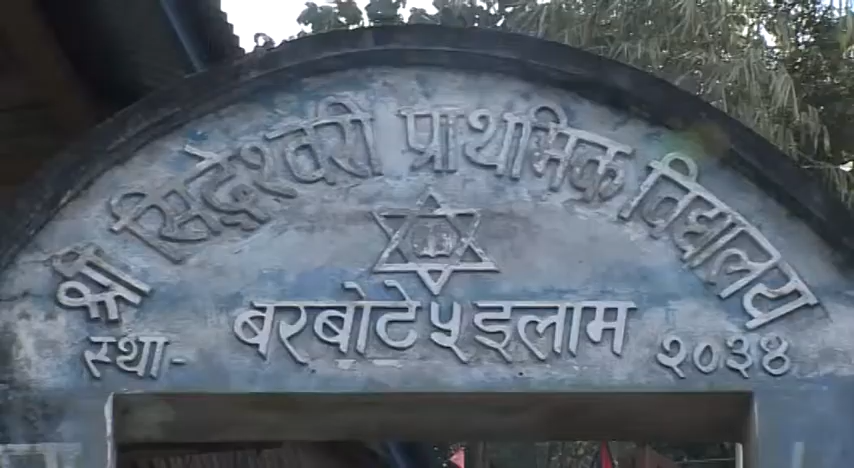 श्री सिद्धेश्वरी प्राथमिक विद्यालय
स्था- बरबोटे ५ इलाम २०३४